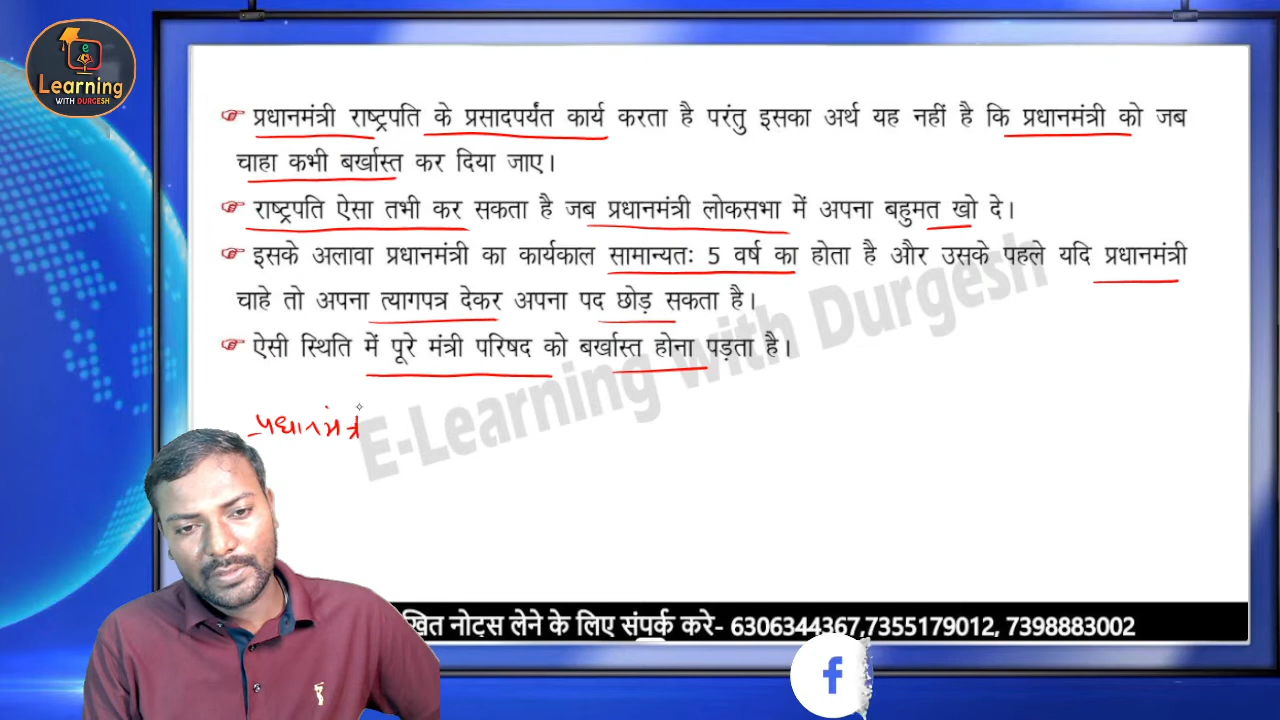 e
Learning
WITH DURGESH
प्रधानमंत्री राष्ट्रपति के प्रसादपर्यंत कार्य करता है परंतु इसका अर्थ यह नहीं है कि प्रधानमंत्री को जब
चाहा कभी बर्खास्त कर दिया जाए।
राष्ट्रपति ऐसा तभी कर सकता है जब प्रधानमंत्री लोकसभा में अपना बहुमत खो दे।
इसके अलावा प्रधानमंत्री का कार्यकाल सामान्यतः 5 वर्ष का होता है और उसके पहले यदि प्रधानमंत्री
चाहे तो अपना त्यागपत्र देकर अपना पद छोड़ सकता है।
ऐसी स्थिति में पूरे मंत्री परिषद को बर्खास्त होना पड़ता है।
E-Learning with Durgesh
प्रधानमंत्र
नोट्स लेने के लिए संपर्क करे- 6306344367,7355179012, 7398883002
f